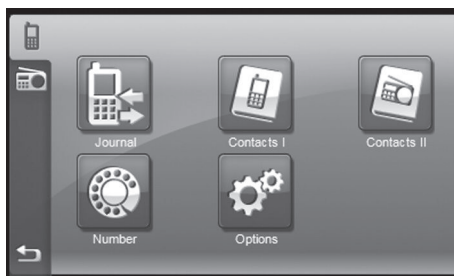 Journal
Contacts I
Contacts II
Number
Options